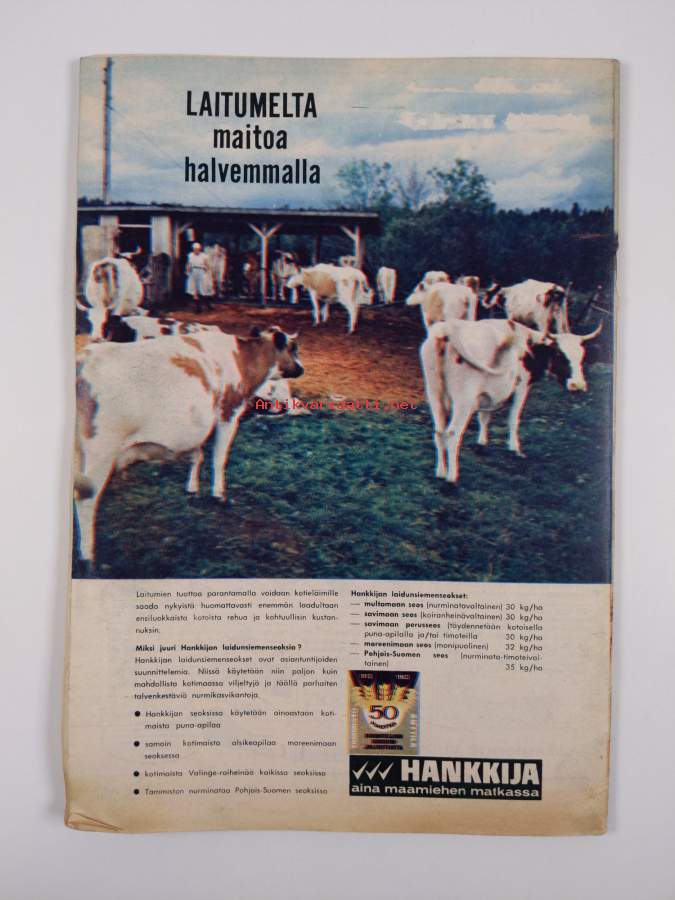 LAITUMELTA
maitoa
halvemmalla
Antikvariaatti.net
Laitumien tuottoa parantamalla voidaan kotieläimille
saada nykyistä huomattavasti enemmän laadultaan
ensiluokkaista kotoista rehua ja kohtuullisin kustan-
nuksin.
Miksi juuri Hankkijan laidunsiemenseoksia?
Hankkijan laidunsiemenseokset ovat asiantuntijoiden
suunnittelemia. Niissä käytetään niin paljon kuin
mahdollista kotimaassa viljeltyjä ja täällä parhaiten
talvenkestäviä nurmikasvikantoja.
● Hankkijan seoksissa käytetään ainoastaan koti-
maista puna-apilaa
● samoin kotimaista alsikeapilaa moreenimaan
seoksessa
● kotimaista Valinge-raiheinää kaikissa seoksissa
● Tammiston nurminataa Pohjois-Suomen seoksissa
Hankkijan laidunsiemenseokset:
— multamaan seos (nurminatavaltainen) 30 kg/ha
— savimaan seos (koiranheinävaltainen) 30 kg/ha
— savimaan perusseos (täydennetään kotoisella
puna-apilalla ja/tai timoteilla 30 kg/ha
— moreenimaan seos (monipuolinen) 32 kg/ha
— Pohjois-Suomen seos (nurminata-timoteival-
tainen) 35 kg/ha
TAMMISTO
50
ANTTILA
HANKKIJA
aina maamiehen matkassa